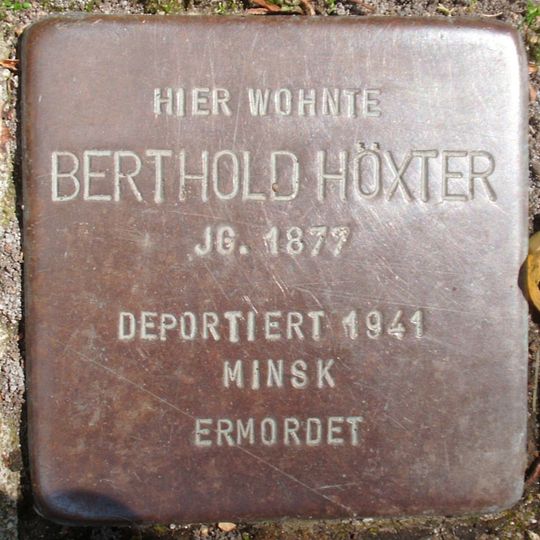 HIER WOHNTE
BERTHOLD HÖXTER
JG. 1877
DEPORTIERT 1941
MINSK
ERMORDET